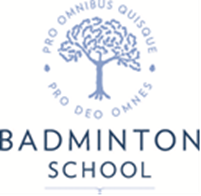 PRO OMNIBUS QUISQUE
PRO DEO OMNES
BADMINTON
SCHOOL